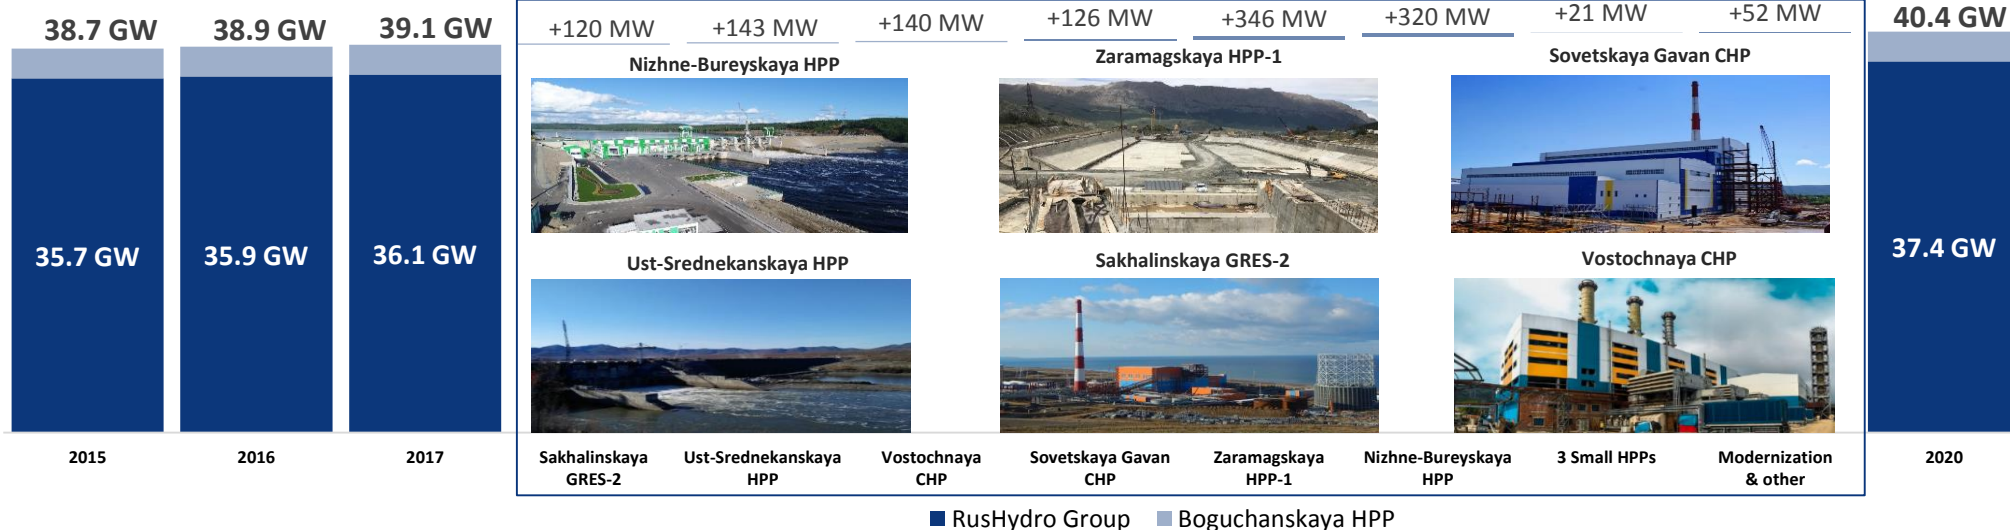 38.7 GW
38.9 GW
39.1 GW
+120 MW
+143 MW
+140 MW
+126 MW
+346 MW
+320 MW
+21 MW
+52 MW
40.4 GW
Nizhne-Bureyskaya HPP
Zaramagskaya HPP-1
Sovetskaya Gavan CHP
35.7 GW
35.9 GW
36.1 GW
37.4 GW
Ust-Srednekanskaya HPP
Sakhalinskaya GRES-2
Vostochnaya CHP
2015
2016
2017
Sakhalinskaya
GRES-2
Ust-Srednekanskaya
HPP
Vostochnaya
CHP
Sovetskaya Gavan
CHP
Zaramagskaya
HPP-1
Nizhne-Bureyskaya
HPP
3 Small HPPs
Modernization
& other
2020
RusHydro Group
Boguchanskaya HPP